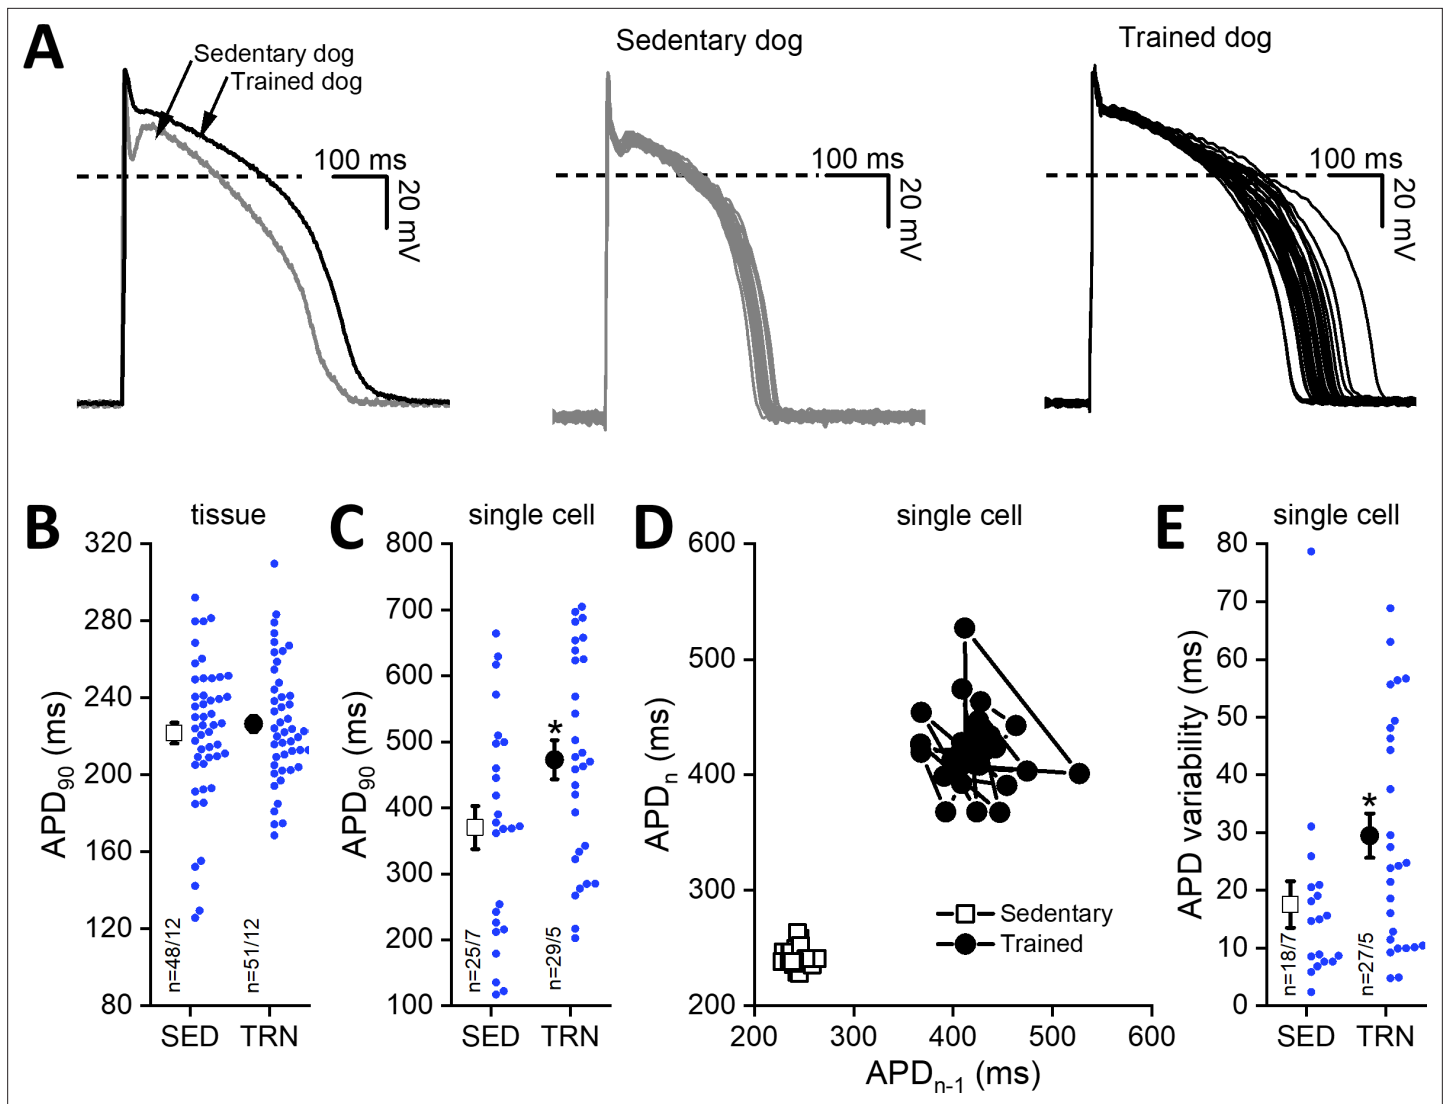 A
Sedentary dog
Trained dog
100 ms
20 mV
Sedentary dog
100 ms
20 mV
Trained dog
100 ms
20 mV
B
tissue
APD90 (ms)
320
280
240
200
160
120
80
n=48/12
n=51/12
SED
TRN
C
single cell
APD90 (ms)
800
700
600
500
400
300
200
100
*
n=25/7
n=29/5
SED
TRN
D
single cell
APDn (ms)
600
500
400
300
200
Sedentary
Trained
200
300
400
500
600
APDn-1 (ms)
E
single cell
APD variability (ms)
80
70
60
50
40
30
20
10
0
*
n=18/7
n=27/5
SED
TRN